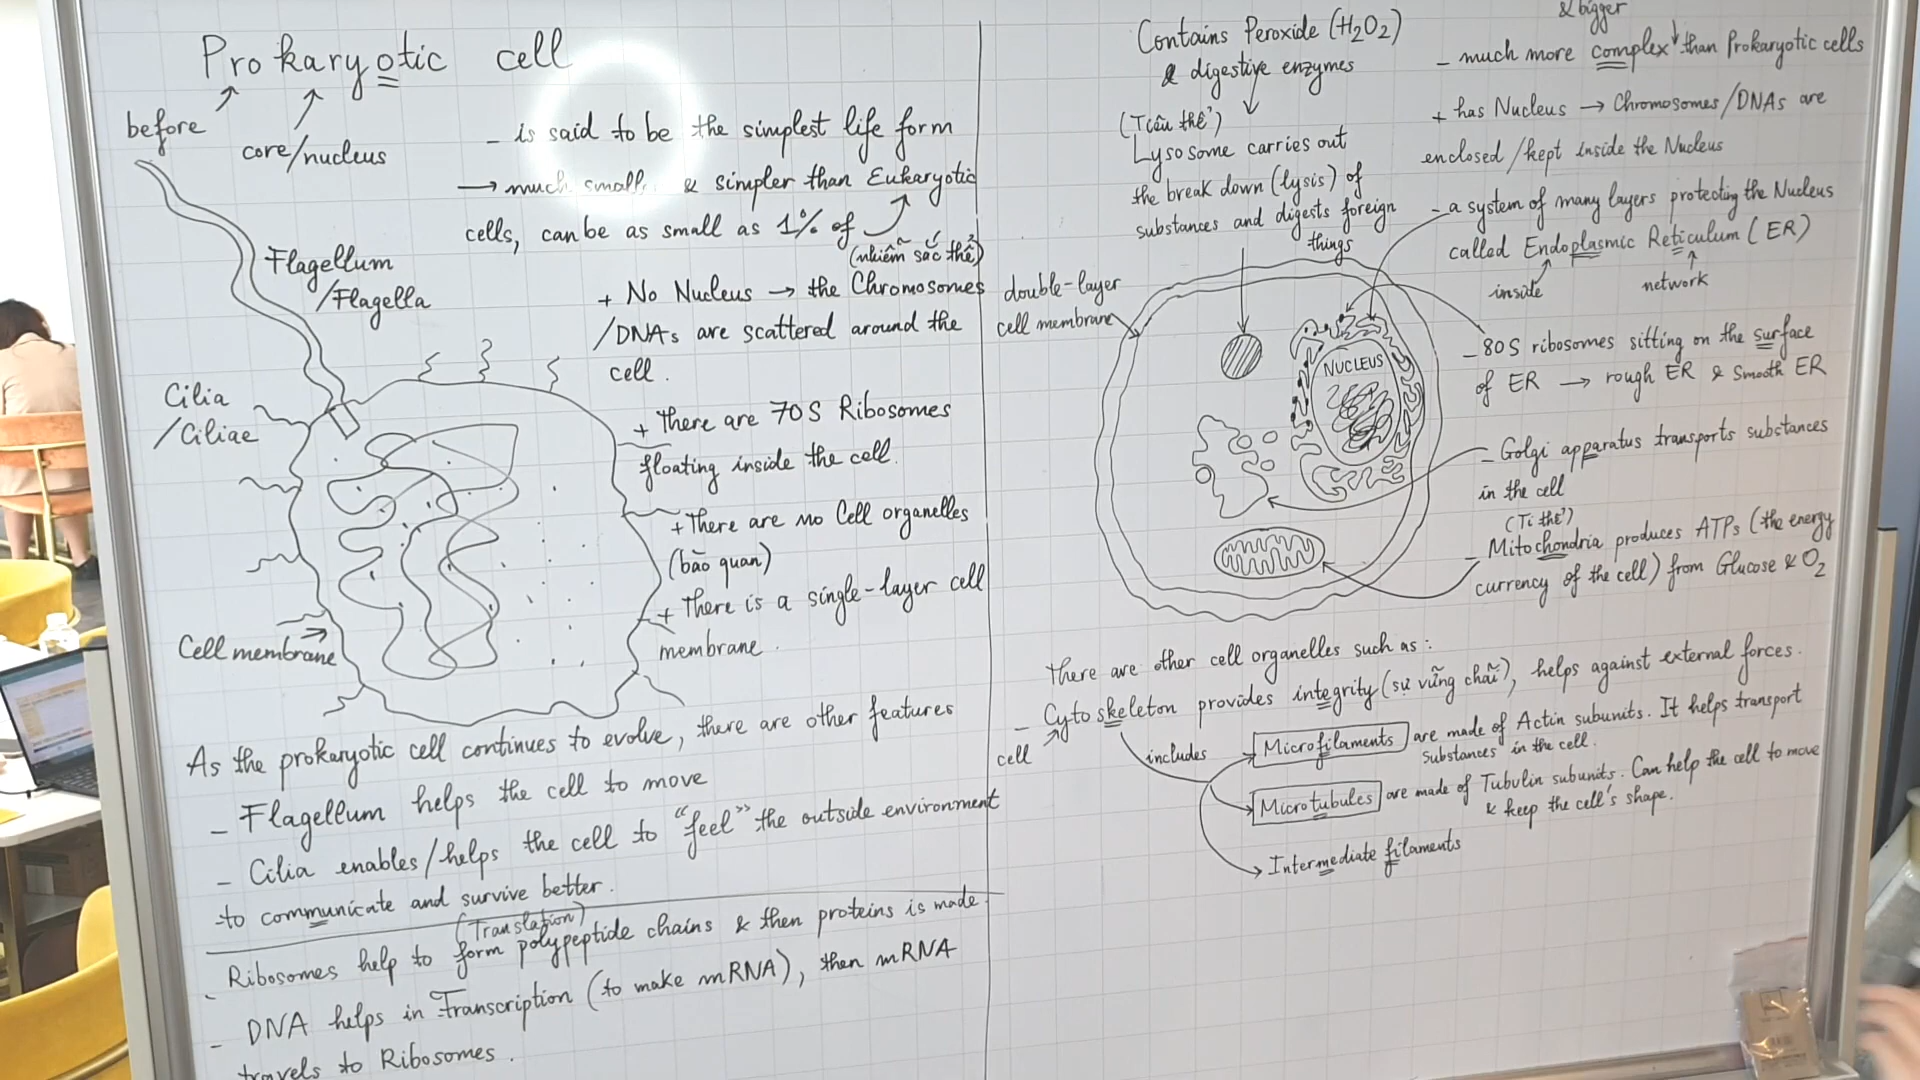 Prokaryotic cell
before
core/nucleus
- is said to be the simplest life form
→ much small & simpler than Eukaryotic
cells, can be as small as 1% of
(nhiễm sắc thể)
Flagellum
/Flagella
+ No Nucleus → the Chromosomes
/DNAs are scattered around the
cell.
Cilia
/Ciliae
+ There are 70S Ribosomes
floating inside the cell.
+ There are no Cell organelles
(bào quan)
+ There is a single-layer cell
membrane.
Cell membrane
As the prokaryotic cell continues to evolve, there are other features
- Flagellum helps the cell to move
- Cilia enables/helps the cell to "feel" the outside environment
to communicate and survive better.
(Translation)
- Ribosomes help to form polypeptide chains & then proteins is made.
- DNA helps in Transcription (to make mRNA), then mRNA
travels to Ribosomes.
Contains Peroxide (H2O2)
& digestive enzymes
(Tiêu thể)
Lysosome carries out
the break down (lysis) of
substances and digests foreign
things
double-layer
cell membrane
NUCLEUS
& bigger
- much more complex than Prokaryotic cells
+ has Nucleus → Chromosomes/DNAs are
enclosed/kept inside the Nucleus
- a system of many layers protecting the Nucleus
called Endoplasmic Reticulum (ER)
inside
network
- 80S ribosomes sitting on the surface
of ER → rough ER & smooth ER
- Golgi apparatus transports substances
in the cell
(Ti thể)
- Mitochondria produces ATPs (the energy
currency of the cell) from Glucose & O2
There are other cell organelles such as:
- Cytoskeleton provides integrity (sự vững chãi), helps against external forces.
cell
includes
Microfilaments are made of Actin subunits. It helps transport
substances in the cell.
Microtubules are made of Tubulin subunits. Can help the cell to move
& keep the cell's shape.
Intermediate filaments